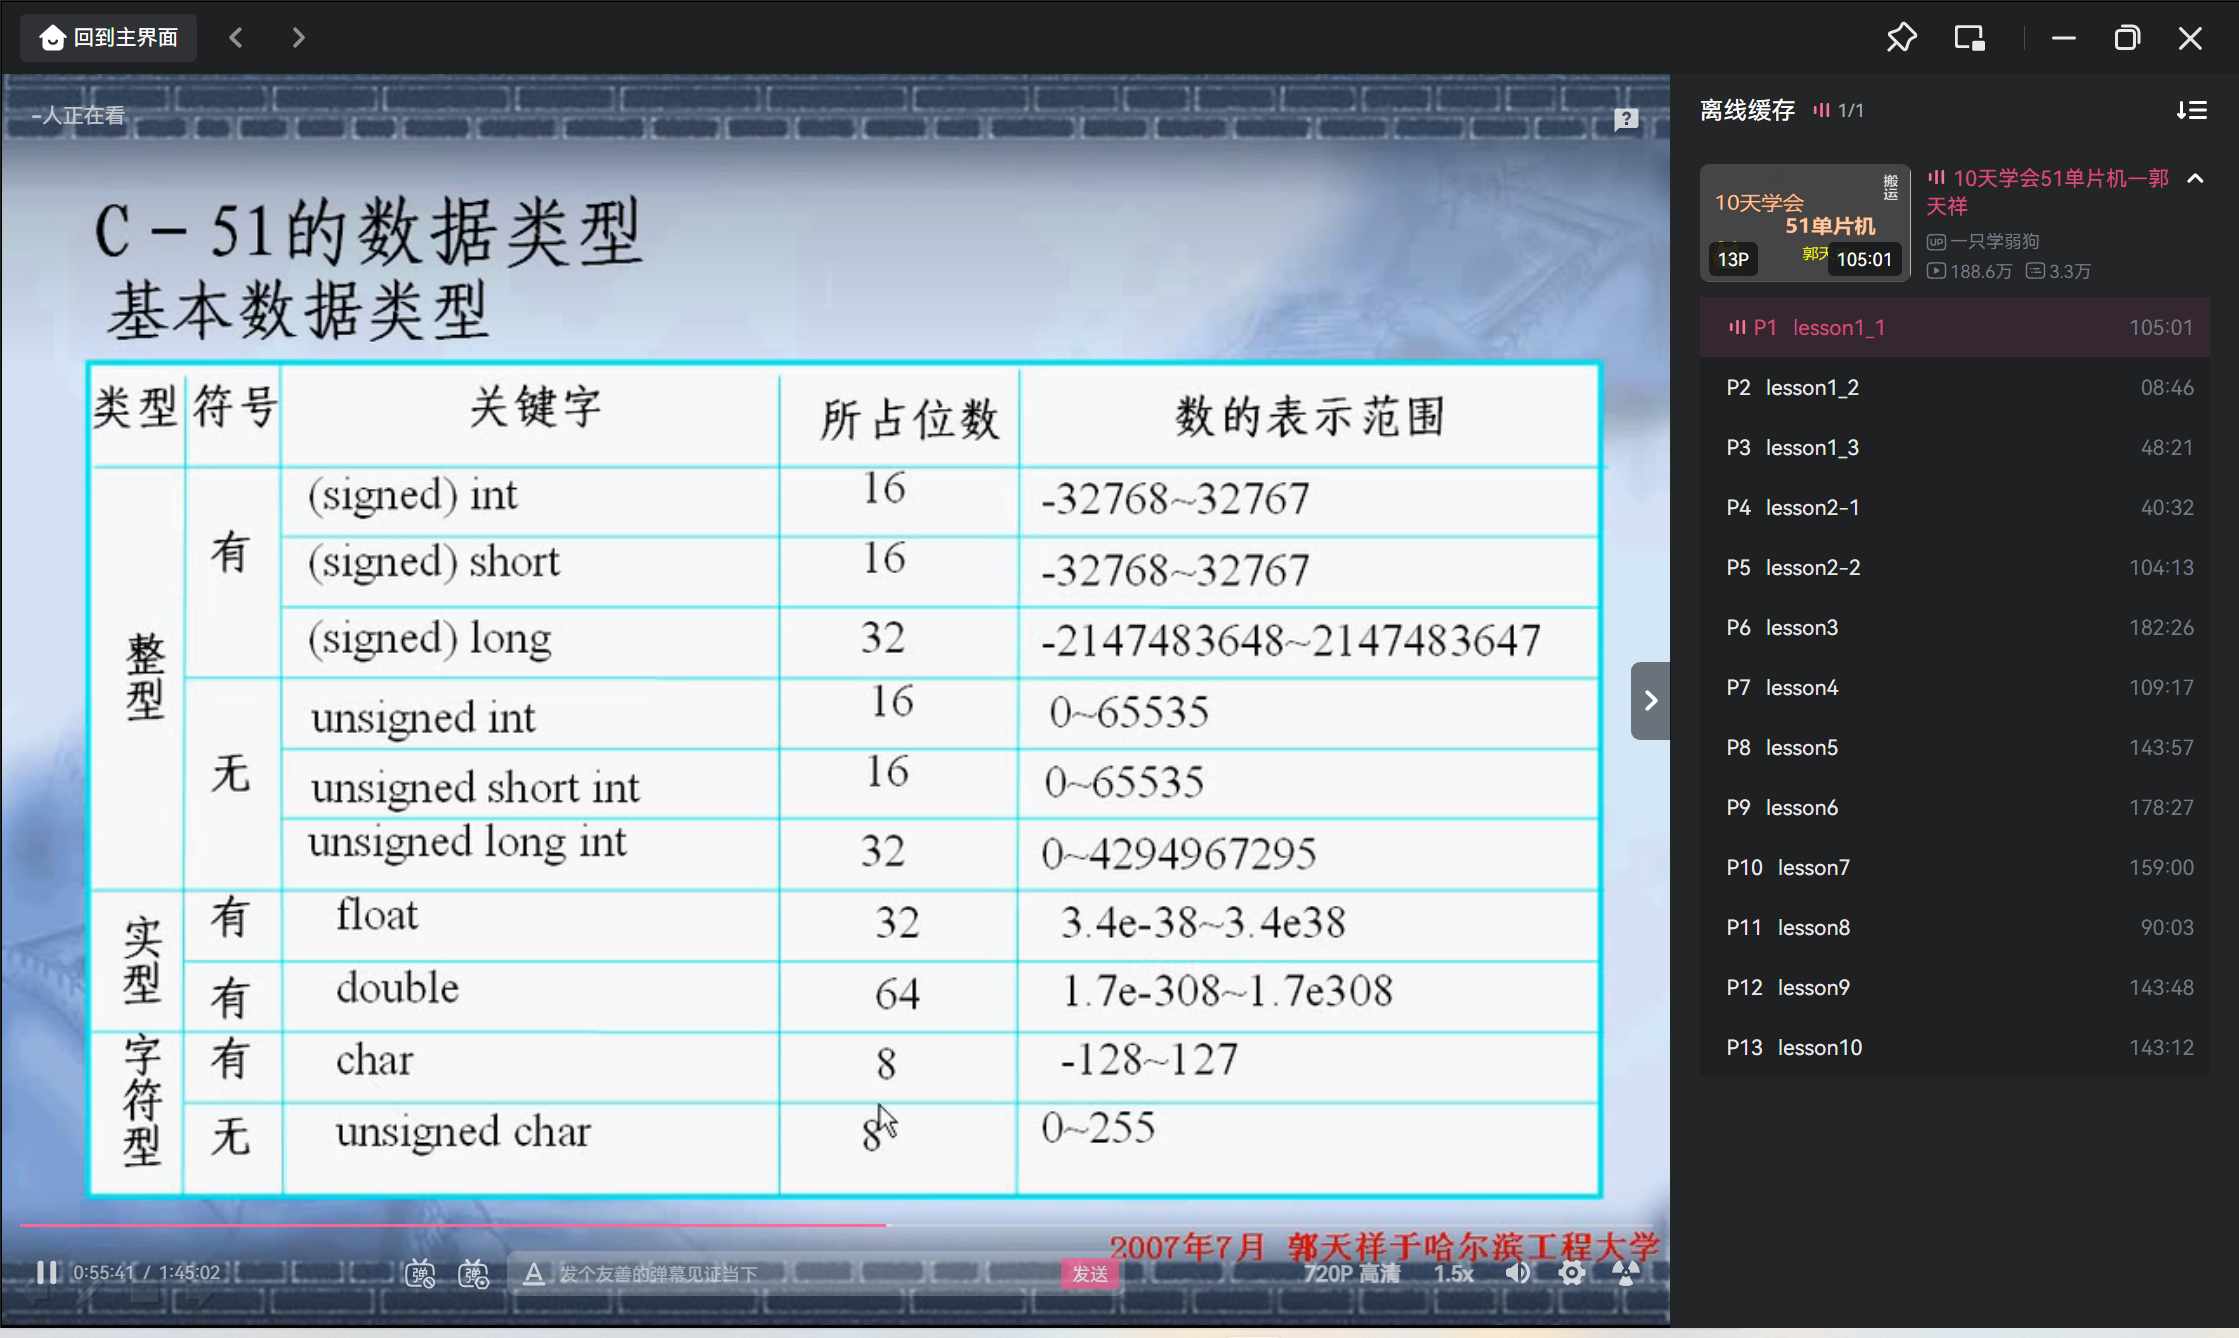 回到主界面
-人正在看
C-51的数据类型
基本数据类型
类型 符号 关键字 所占位数 数的表示范围
整型 有 (signed) int 16 -32768~32767
(signed) short 16 -32768~32767
(signed) long 32 -2147483648~2147483647
无 unsigned int 16 0~65535
unsigned short int 16 0~65535
unsigned long int 32 0~4294967295
实型 有 float 32 3.4e-38~3.4e38
有 double 64 1.7e-308~1.7e308
字符型 有 char 8 -128~127
无 unsigned char 8 0~255
2007年7月 郭天祥于哈尔滨工程大学
0:55:41 / 1:45:02 弹 弹 A 发个友善的弹幕见证当下 发送 720P 高清 1.5x
离线缓存 1/1
10天学会
51单片机
搬运
郭天
13P 105:01
10天学会51单片机一郭
天祥
UP 一只学弱狗
188.6万 3.3万
P1 lesson1_1 105:01
P2 lesson1_2 08:46
P3 lesson1_3 48:21
P4 lesson2-1 40:32
P5 lesson2-2 104:13
P6 lesson3 182:26
P7 lesson4 109:17
P8 lesson5 143:57
P9 lesson6 178:27
P10 lesson7 159:00
P11 lesson8 90:03
P12 lesson9 143:48
P13 lesson10 143:12